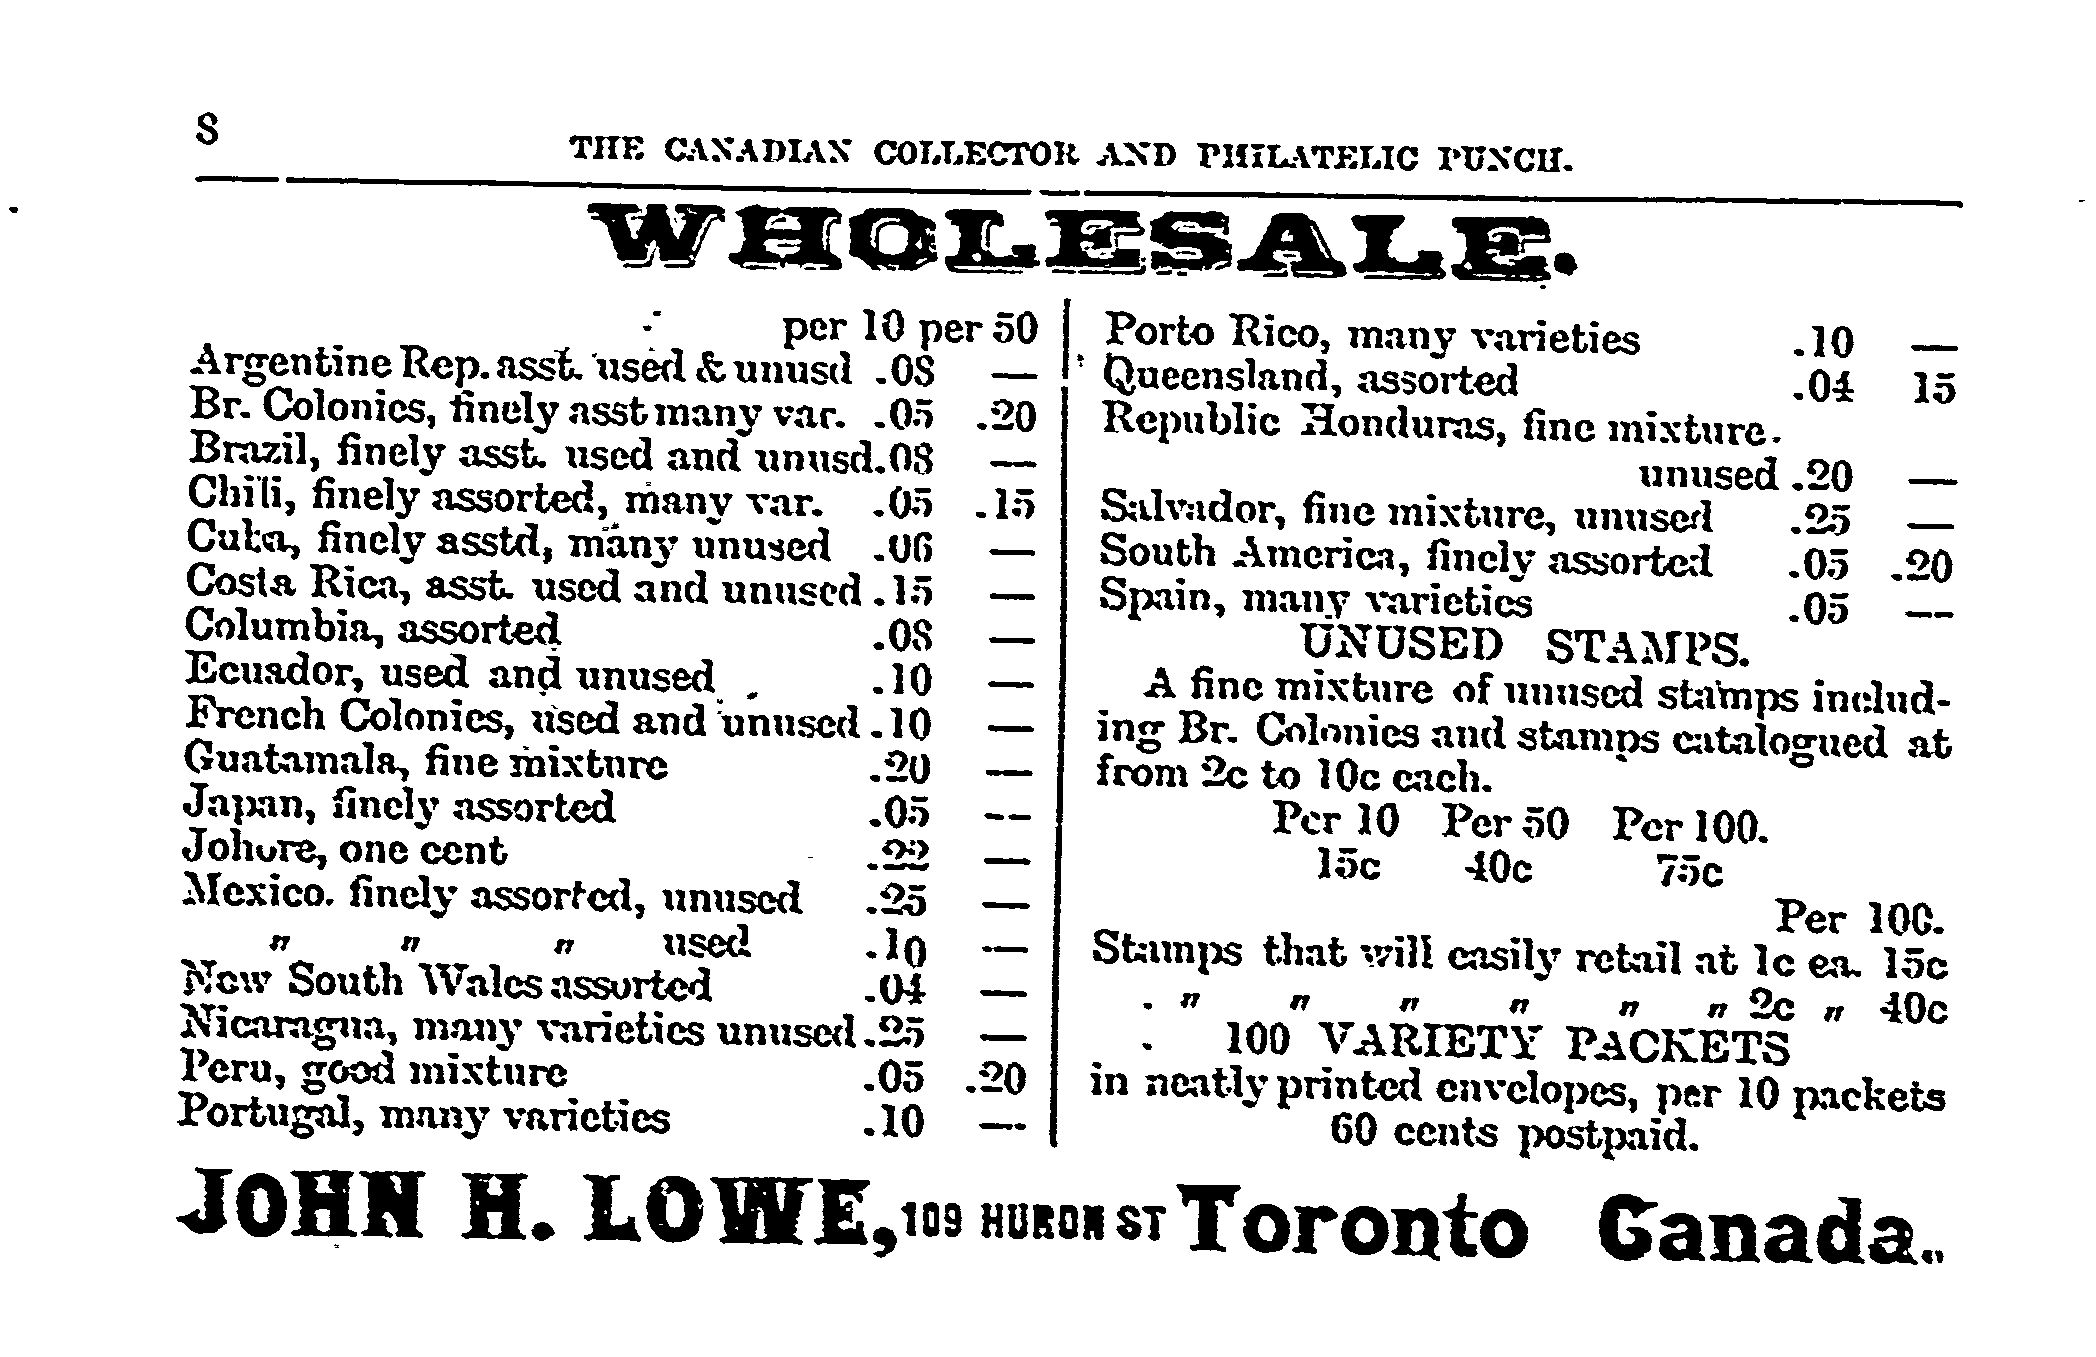 8
THE CANADIAN COLLECTOR AND PHILATELIC PUNCH.
WHOLESALE.
per 10 per 50
Argentine Rep. asst. used & unusd .08 —
Br. Colonies, finely asst many var. .05 .20
Brazil, finely asst. used and unusd .08 —
Chili, finely assorted, many var. .05 .15
Cuba, finely asstd, many unused .06 —
Costa Rica, asst. used and unused .15 —
Columbia, assorted .08 —
Ecuador, used and unused .10 —
French Colonies, used and unused .10 —
Guatamala, fine mixture .20 —
Japan, finely assorted .05 —
Johore, one cent .22 —
Mexico. finely assorted, unused .25 —
" " " used .10 —
New South Wales assorted .04 —
Nicaragua, many varieties unused .25 —
Peru, good mixture .05 .20
Portugal, many varieties .10 —
Porto Rico, many varieties .10 —
Queensland, assorted .04 15
Republic Honduras, fine mixture.
unused .20 —
Salvador, fine mixture, unused .25 —
South America, finely assorted .05 .20
Spain, many varieties .05 —
UNUSED STAMPS.
A fine mixture of unused stamps includ-
ing Br. Colonies and stamps catalogued at
from 2c to 10c each.
Per 10 Per 50 Per 100.
15c 40c 75c
Per 100.
Stamps that will easily retail at 1c ea. 15c
" " " " " " 2c " 40c
100 VARIETY PACKETS
in neatly printed envelopes, per 10 packets
60 cents postpaid.
JOHN H. LOWE, 109 HURON ST Toronto Canada.